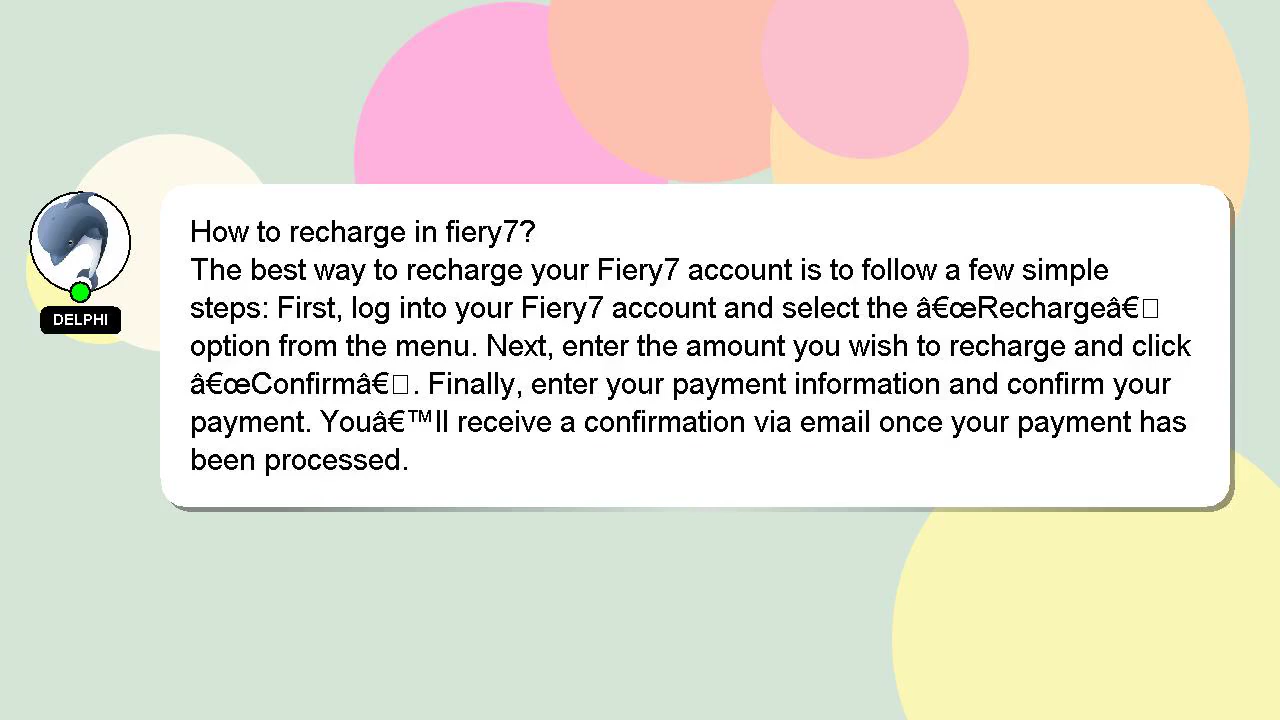 How to recharge in fiery7?
The best way to recharge your Fiery7 account is to follow a few simple
steps: First, log into your Fiery7 account and select the â€œRechargeâ€□
option from the menu. Next, enter the amount you wish to recharge and click
â€œConfirmâ€□. Finally, enter your payment information and confirm your
payment. Youâ€™ll receive a confirmation via email once your payment has
been processed.
DELPHI